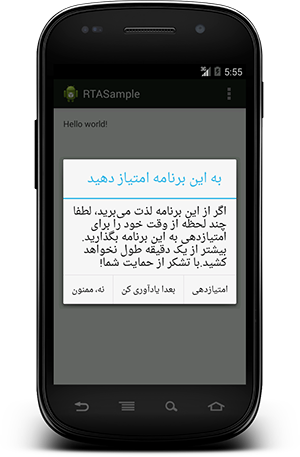 3G 5:55
RTASample
Hello world!
به این برنامه امتیاز دهید
اگر از این برنامه لذت می‌برید، لطفا
چند لحظه از وقت خود را برای
امتیازدهی به این برنامه بگذارید.
بیشتر از یک دقیقه طول نخواهد
کشید.با تشکر از حمایت شما!
امتیازدهی
بعدا یادآوری کن
نه، ممنون